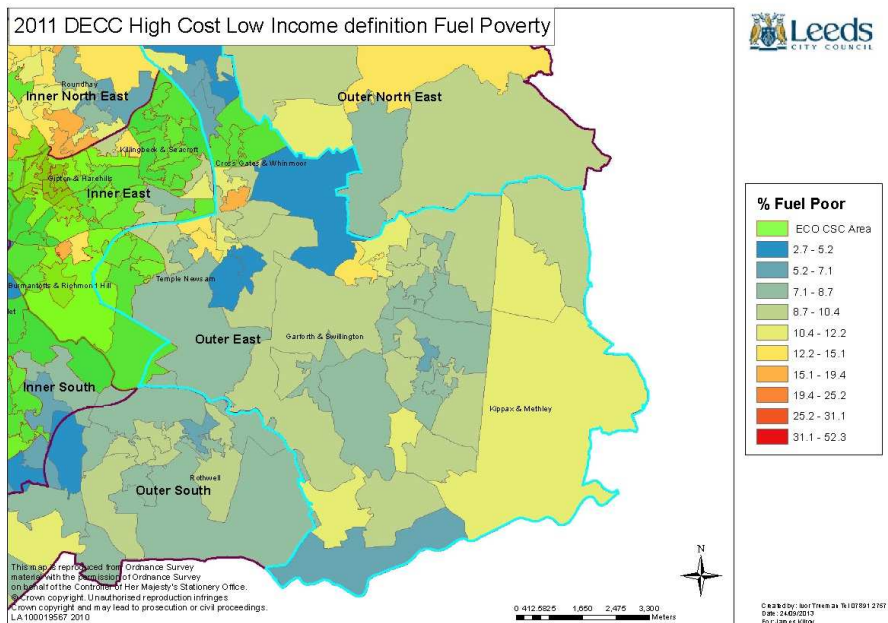 2011 DECC High Cost Low Income definition Fuel Poverty
Leeds
CITY COUNCIL
Roundhay
Inner North East
Outer North East
Killingbeck & Seacroft
Cross Gates & Whinmoor
Gipton & Harehills
Inner East
Temple Newsam
Burmantofts & Richmond Hill
let
Outer East
Garforth & Swillington
Inner South
Kippax & Methley
Rothwell
Outer South
% Fuel Poor
ECO CSC Area
2.7 - 5.2
5.2 - 7.1
7.1 - 8.7
8.7 - 10.4
10.4 - 12.2
12.2 - 15.1
15.1 - 19.4
19.4 - 25.2
25.2 - 31.1
31.1 - 52.3
This map is reproduced from Ordnance Survey
material with the permission of Ordnance Survey
on behalf of the Controller of Her Majesty's Stationery Office.
© Crown copyright. Unauthorised reproduction infringes
Crown copyright and may lead to prosecution or civil proceedings.
LA100019567 2010
N
0 412.5825 1,650 2,475 3,300
Meters
Date: 24/09/2013